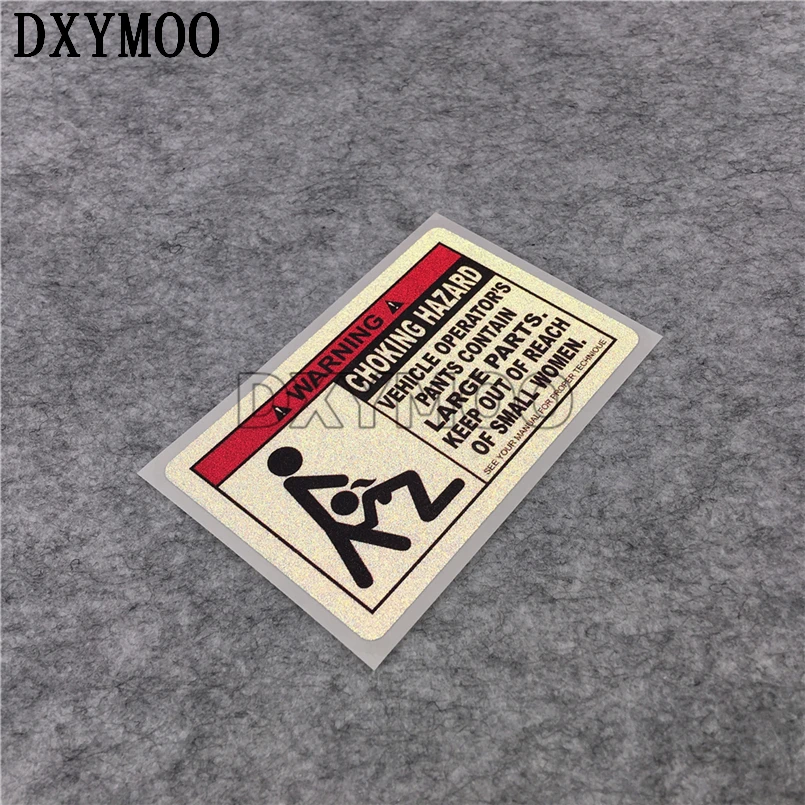 DXYMOO
WARNING
CHOKING HAZARD
VEHICLE OPERATOR'S
PANTS CONTAIN
LARGE PARTS.
KEEP OUT OF REACH
OF SMALL WOMEN.
SEE YOUR MANUAL FOR PROPER TECHNIQUE
DXYMOO